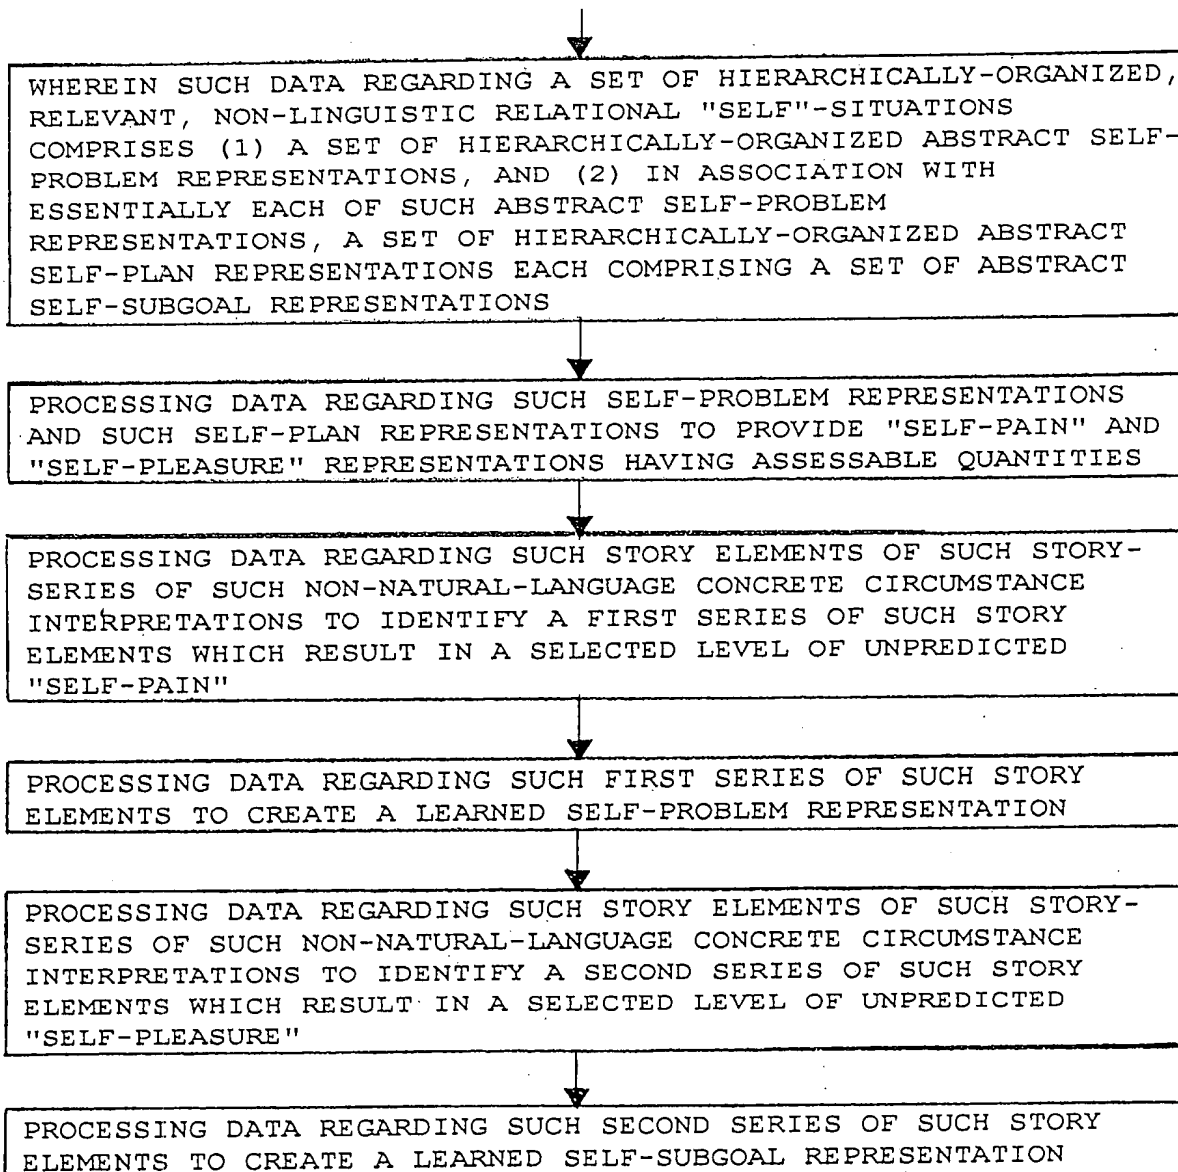 WHEREIN SUCH DATA REGARDING A SET OF HIERARCHICALLY-ORGANIZED,
RELEVANT, NON-LINGUISTIC RELATIONAL "SELF"-SITUATIONS
COMPRISES (1) A SET OF HIERARCHICALLY-ORGANIZED ABSTRACT SELF-
PROBLEM REPRESENTATIONS, AND (2) IN ASSOCIATION WITH
ESSENTIALLY EACH OF SUCH ABSTRACT SELF-PROBLEM
REPRESENTATIONS, A SET OF HIERARCHICALLY-ORGANIZED ABSTRACT
SELF-PLAN REPRESENTATIONS EACH COMPRISING A SET OF ABSTRACT
SELF-SUBGOAL REPRESENTATIONS
PROCESSING DATA REGARDING SUCH SELF-PROBLEM REPRESENTATIONS
AND SUCH SELF-PLAN REPRESENTATIONS TO PROVIDE "SELF-PAIN" AND
"SELF-PLEASURE" REPRESENTATIONS HAVING ASSESSABLE QUANTITIES
PROCESSING DATA REGARDING SUCH STORY ELEMENTS OF SUCH STORY-
SERIES OF SUCH NON-NATURAL-LANGUAGE CONCRETE CIRCUMSTANCE
INTERPRETATIONS TO IDENTIFY A FIRST SERIES OF SUCH STORY
ELEMENTS WHICH RESULT IN A SELECTED LEVEL OF UNPREDICTED
"SELF-PAIN"
PROCESSING DATA REGARDING SUCH FIRST SERIES OF SUCH STORY
ELEMENTS TO CREATE A LEARNED SELF-PROBLEM REPRESENTATION
PROCESSING DATA REGARDING SUCH STORY ELEMENTS OF SUCH STORY-
SERIES OF SUCH NON-NATURAL-LANGUAGE CONCRETE CIRCUMSTANCE
INTERPRETATIONS TO IDENTIFY A SECOND SERIES OF SUCH STORY
ELEMENTS WHICH RESULT IN A SELECTED LEVEL OF UNPREDICTED
"SELF-PLEASURE"
PROCESSING DATA REGARDING SUCH SECOND SERIES OF SUCH STORY
ELEMENTS TO CREATE A LEARNED SELF-SUBGOAL REPRESENTATION